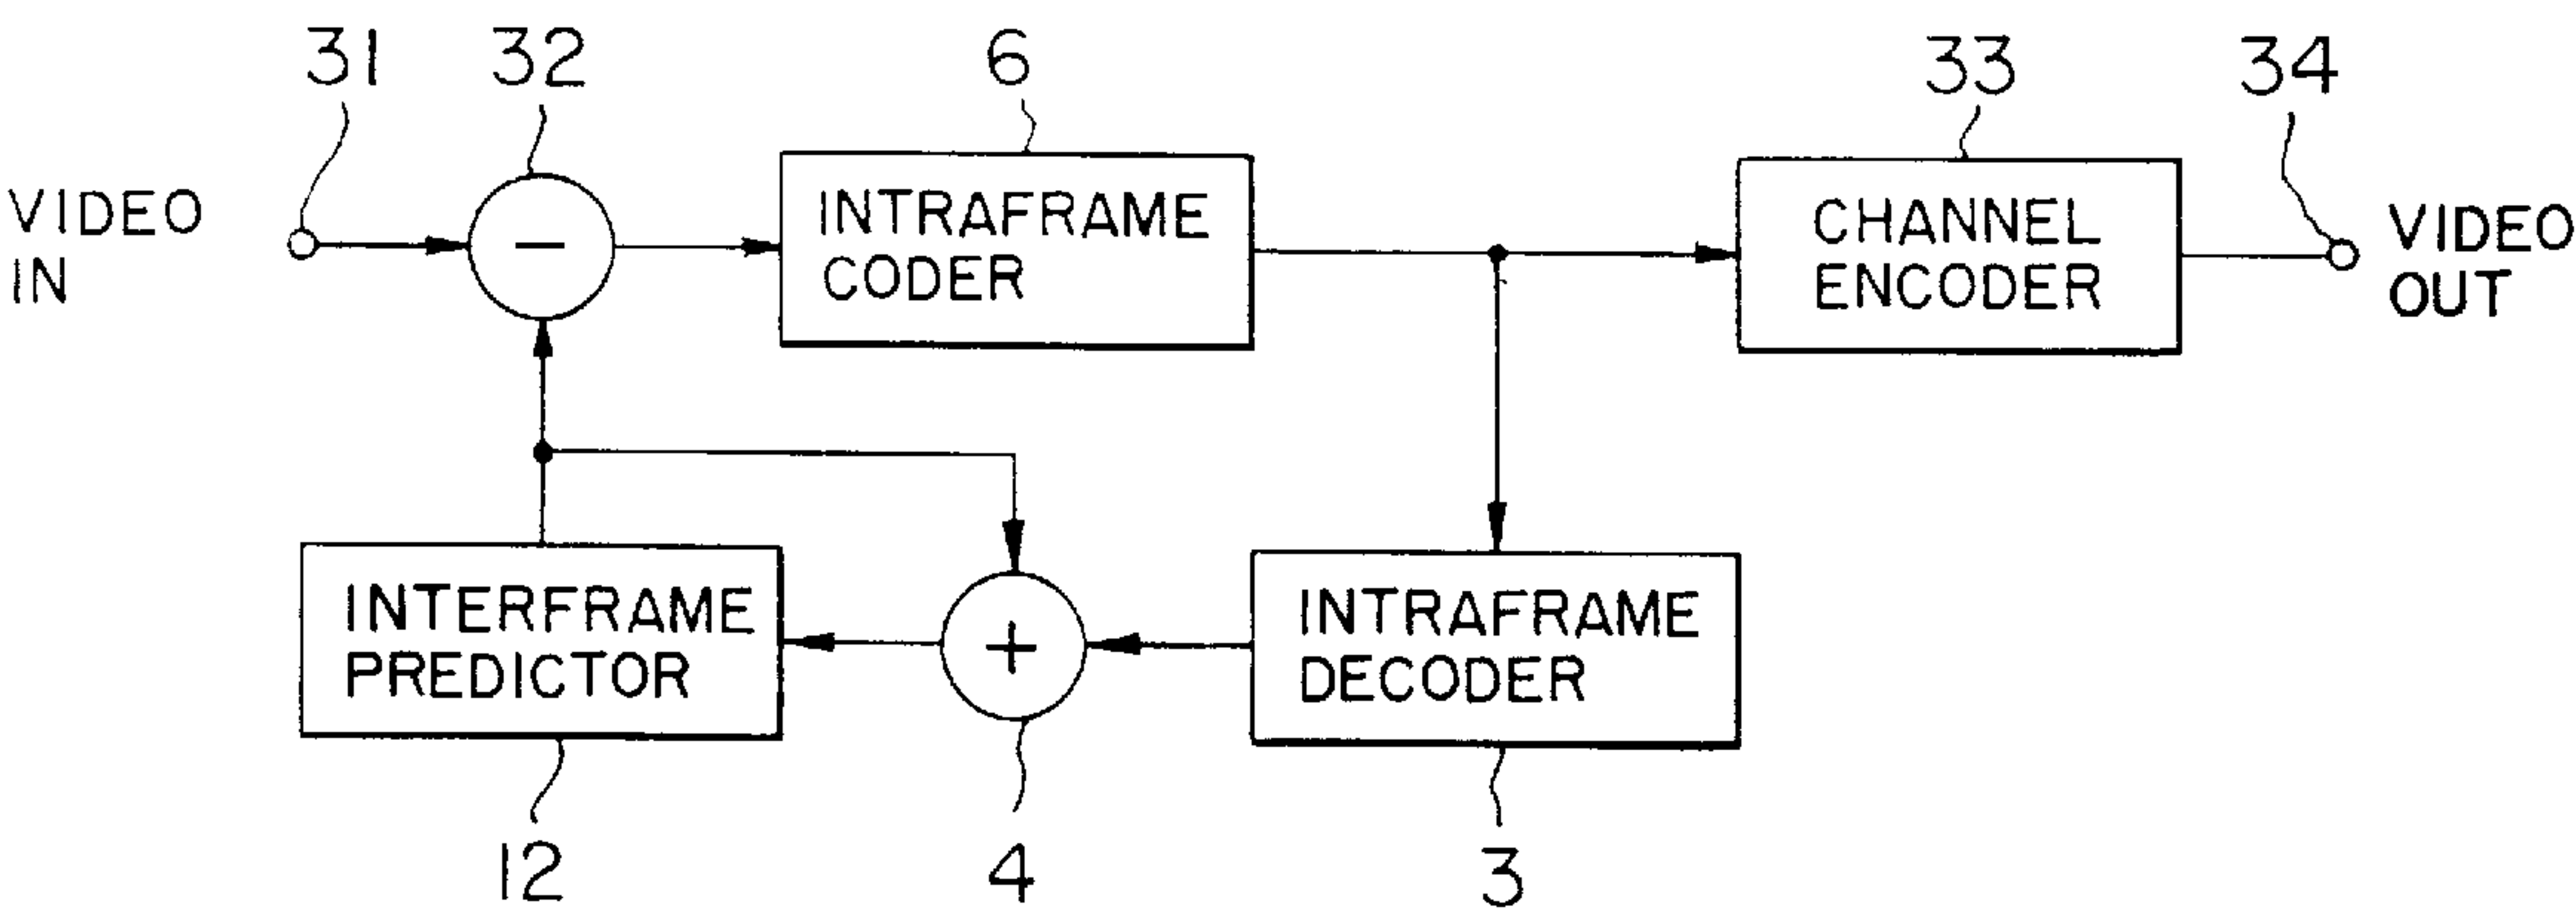 31
32
6
33
34
VIDEO
IN
−
INTRAFRAME
CODER
CHANNEL
ENCODER
VIDEO
OUT
INTERFRAME
PREDICTOR
+
INTRAFRAME
DECODER
12
4
3